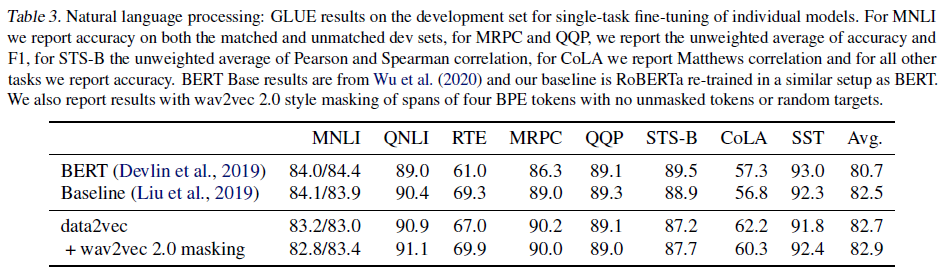 Table 3. Natural language processing: GLUE results on the development set for single-task fine-tuning of individual models. For MNLI
we report accuracy on both the matched and unmatched dev sets, for MRPC and QQP, we report the unweighted average of accuracy and
F1, for STS-B the unweighted average of Pearson and Spearman correlation, for CoLA we report Matthews correlation and for all other
tasks we report accuracy. BERT Base results are from Wu et al. (2020) and our baseline is RoBERTa re-trained in a similar setup as BERT.
We also report results with wav2vec 2.0 style masking of spans of four BPE tokens with no unmasked tokens or random targets.
MNLI QNLI RTE MRPC QQP STS-B CoLA SST Avg.
BERT (Devlin et al., 2019) 84.0/84.4 89.0 61.0 86.3 89.1 89.5 57.3 93.0 80.7
Baseline (Liu et al., 2019) 84.1/83.9 90.4 69.3 89.0 89.3 88.9 56.8 92.3 82.5
data2vec 83.2/83.0 90.9 67.0 90.2 89.1 87.2 62.2 91.8 82.7
+ wav2vec 2.0 masking 82.8/83.4 91.1 69.9 90.0 89.0 87.7 60.3 92.4 82.9